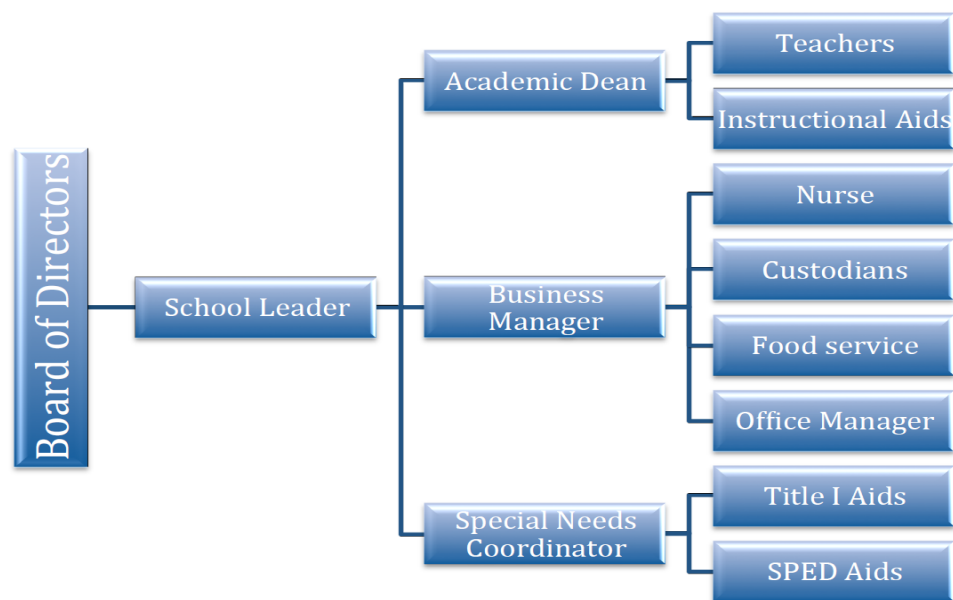 Board of Directors
School Leader
Academic Dean
Teachers
Instructional Aids
Business
Manager
Nurse
Custodians
Food service
Office Manager
Special Needs
Coordinator
Title I Aids
SPED Aids